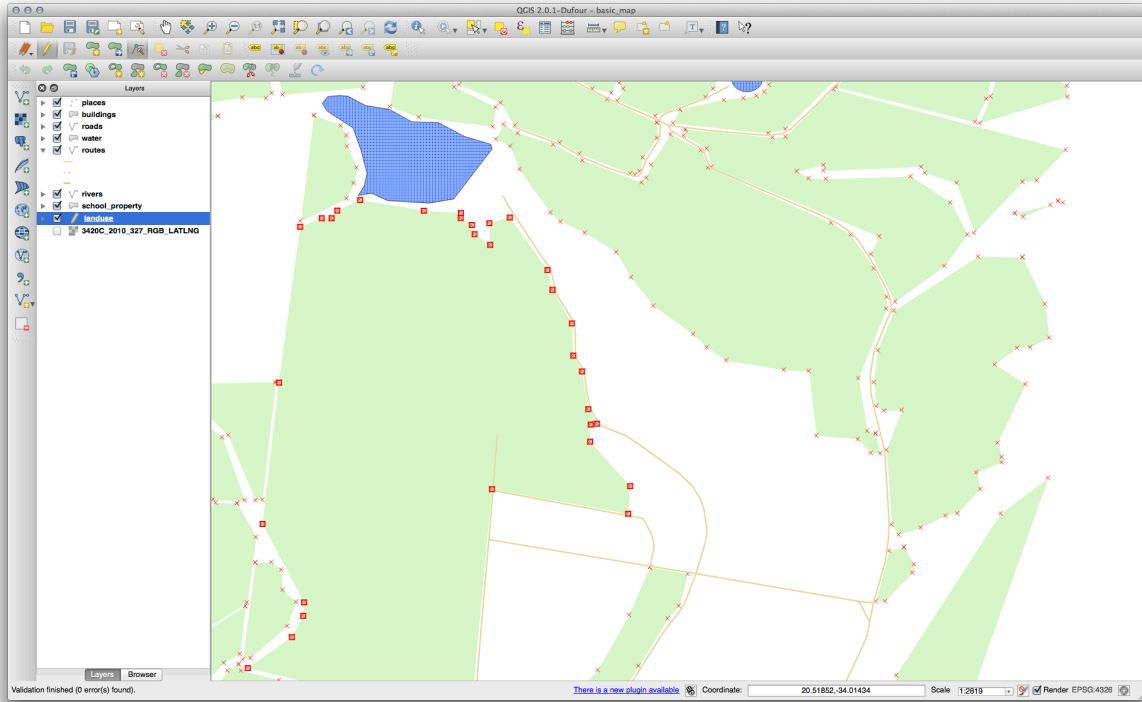 QGIS 2.0.1-Dufour - basic_map
Layers
places
buildings
roads
water
routes
rivers
school_property
landuse
3420C_2010_327_RGB_LATLNG
Layers
Browser
Validation finished (0 error(s) found).
There is a new plugin available
Coordinate:
20.51852,-34.01434
Scale
1:2819
Render
EPSG:4326